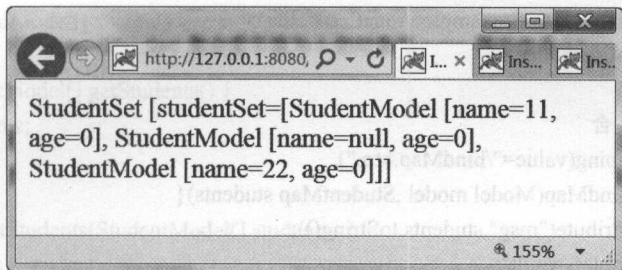 http://127.0.0.1:8080,
I...
Ins...
Ins..
StudentSet [studentSet=[StudentModel [name=11,
age=0], StudentModel [name=null, age=0],
StudentModel [name=22, age=0]]]
155%